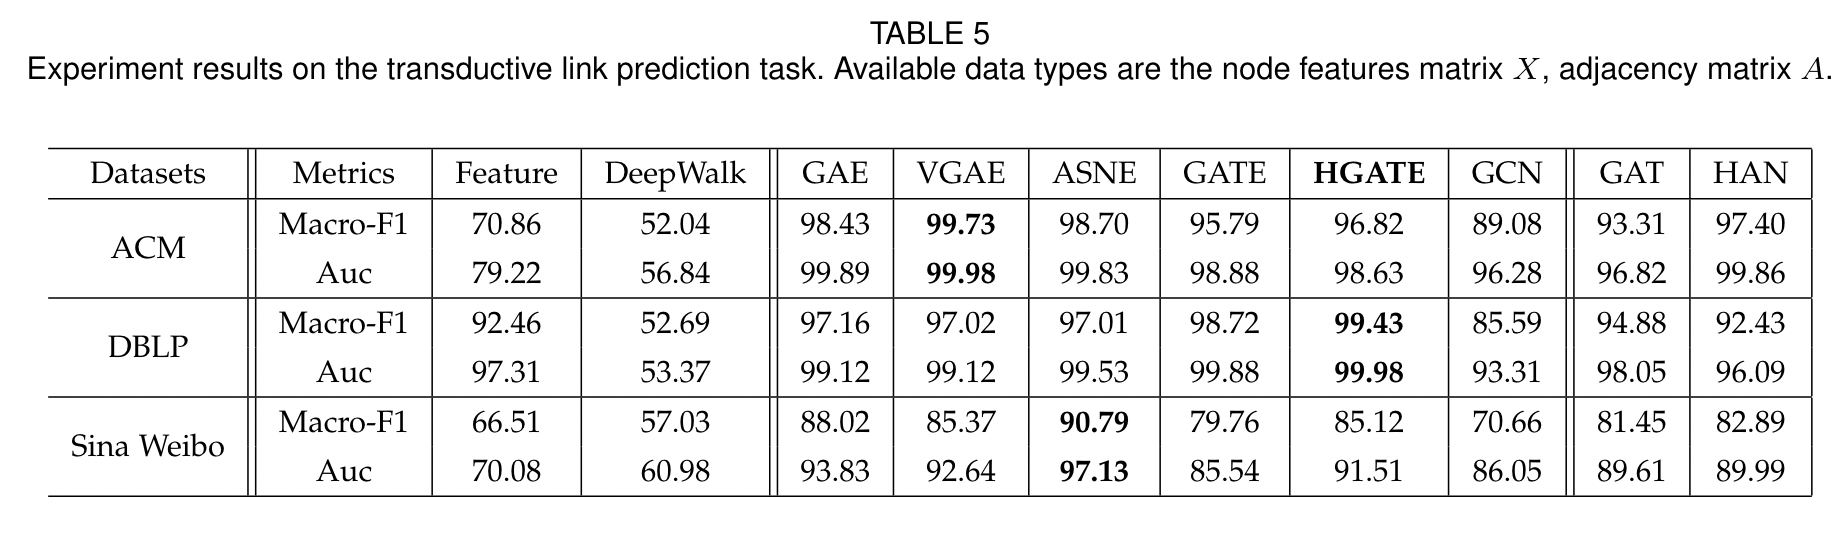 TABLE 5
Experiment results on the transductive link prediction task. Available data types are the node features matrix X, adjacency matrix A.
Datasets Metrics Feature DeepWalk GAE VGAE ASNE GATE HGATE GCN GAT HAN
ACM Macro-F1 70.86 52.04 98.43 99.73 98.70 95.79 96.82 89.08 93.31 97.40
Auc 79.22 56.84 99.89 99.98 99.83 98.88 98.63 96.28 96.82 99.86
DBLP Macro-F1 92.46 52.69 97.16 97.02 97.01 98.72 99.43 85.59 94.88 92.43
Auc 97.31 53.37 99.12 99.12 99.53 99.88 99.98 93.31 98.05 96.09
Sina Weibo Macro-F1 66.51 57.03 88.02 85.37 90.79 79.76 85.12 70.66 81.45 82.89
Auc 70.08 60.98 93.83 92.64 97.13 85.54 91.51 86.05 89.61 89.99